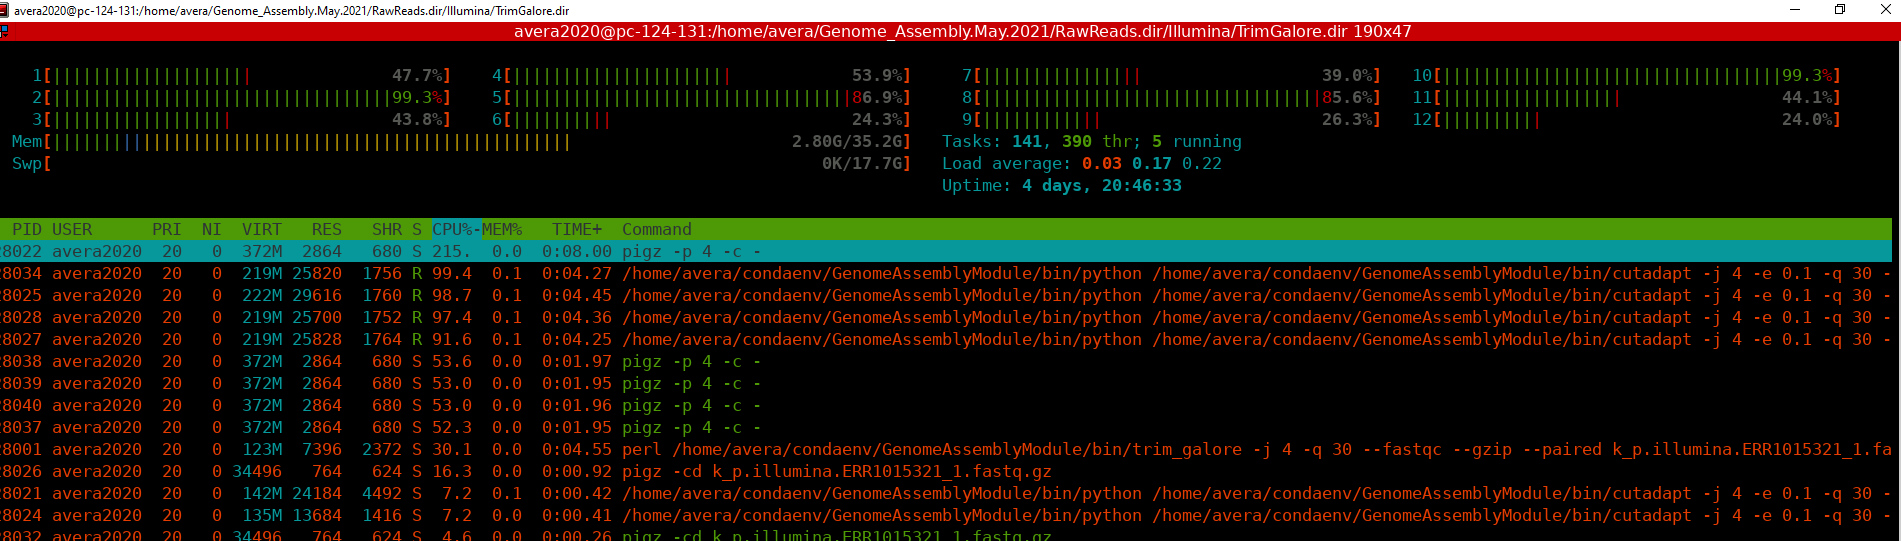 avera2020@pc-124-131:/home/avera/Genome_Assembly.May.2021/RawReads.dir/Illumina/TrimGalore.dir
avera2020@pc-124-131:/home/avera/Genome_Assembly.May.2021/RawReads.dir/Illumina/TrimGalore.dir 190x47
1[||||||||||||||||||||47.7%] 4[||||||||||||||||||||||53.9%] 7[||||||||||||||||39.0%] 10[||||||||||||||||||||||||||||||||||99.3%]
2[||||||||||||||||||||||||||||||||||99.3%] 5[||||||||||||||||||||||||||||||||||86.9%] 8[||||||||||||||||||||||||||||||||||85.6%] 11[||||||||||||||||||44.1%]
3[||||||||||||||||||43.8%] 6[||||||||||24.3%] 9[||||||||||||26.3%] 12[||||||||||24.0%]
Mem[||||||||||||||||||||||||||||||||||||||||||||||||||||2.80G/35.2G] Tasks: 141, 390 thr; 5 running
Swp[0K/17.7G] Load average: 0.03 0.17 0.22
Uptime: 4 days, 20:46:33
PID USER PRI NI VIRT RES SHR S CPU%-MEM% TIME+ Command
28022 avera2020 20 0 372M 2864 680 S 215. 0.0 0:08.00 pigz -p 4 -c -
28034 avera2020 20 0 219M 25820 1756 R 99.4 0.1 0:04.27 /home/avera/condaenv/GenomeAssemblyModule/bin/python /home/avera/condaenv/GenomeAssemblyModule/bin/cutadapt -j 4 -e 0.1 -q 30 -
28025 avera2020 20 0 222M 29616 1760 R 98.7 0.1 0:04.45 /home/avera/condaenv/GenomeAssemblyModule/bin/python /home/avera/condaenv/GenomeAssemblyModule/bin/cutadapt -j 4 -e 0.1 -q 30 -
28028 avera2020 20 0 219M 25700 1752 R 97.4 0.1 0:04.36 /home/avera/condaenv/GenomeAssemblyModule/bin/python /home/avera/condaenv/GenomeAssemblyModule/bin/cutadapt -j 4 -e 0.1 -q 30 -
28027 avera2020 20 0 219M 25828 1764 R 91.6 0.1 0:04.25 /home/avera/condaenv/GenomeAssemblyModule/bin/python /home/avera/condaenv/GenomeAssemblyModule/bin/cutadapt -j 4 -e 0.1 -q 30 -
28038 avera2020 20 0 372M 2864 680 S 53.6 0.0 0:01.97 pigz -p 4 -c -
28039 avera2020 20 0 372M 2864 680 S 53.0 0.0 0:01.95 pigz -p 4 -c -
28040 avera2020 20 0 372M 2864 680 S 53.0 0.0 0:01.96 pigz -p 4 -c -
28037 avera2020 20 0 372M 2864 680 S 52.3 0.0 0:01.95 pigz -p 4 -c -
28001 avera2020 20 0 123M 7396 2372 S 30.1 0.0 0:04.55 perl /home/avera/condaenv/GenomeAssemblyModule/bin/trim_galore -j 4 -q 30 --fastqc --gzip --paired k_p.illumina.ERR1015321_1.fa
28026 avera2020 20 0 34496 764 624 S 16.3 0.0 0:00.92 pigz -cd k_p.illumina.ERR1015321_1.fastq.gz
28021 avera2020 20 0 142M 24184 4492 S 7.2 0.1 0:00.42 /home/avera/condaenv/GenomeAssemblyModule/bin/python /home/avera/condaenv/GenomeAssemblyModule/bin/cutadapt -j 4 -e 0.1 -q 30 -
28024 avera2020 20 0 135M 13684 1416 S 7.2 0.0 0:00.41 /home/avera/condaenv/GenomeAssemblyModule/bin/python /home/avera/condaenv/GenomeAssemblyModule/bin/cutadapt -j 4 -e 0.1 -q 30 -
28032 avera2020 20 0 34496 764 624 S 4.6 0.0 0:00.26 pigz -cd k_p.illumina.ERR1015321_1.fastq.gz